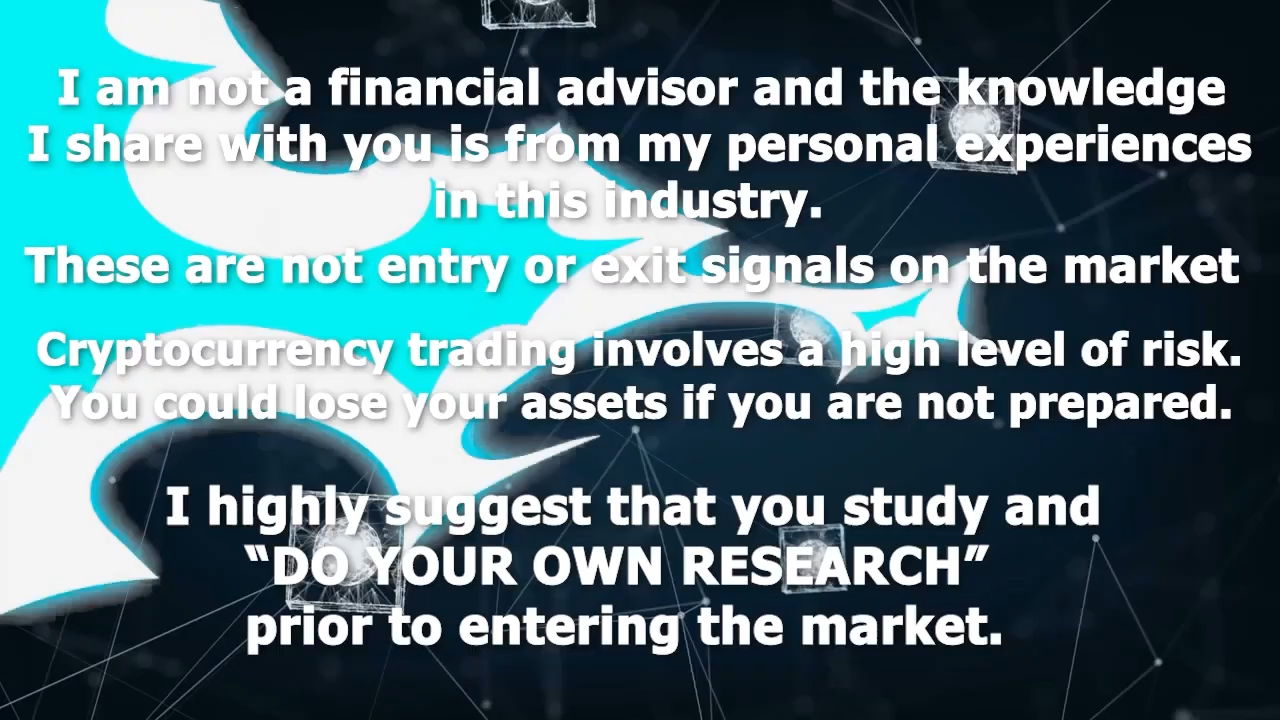 I am not a financial advisor and the knowledge
I share with you is from my personal experiences
in this industry.
These are not entry or exit signals on the market
Cryptocurrency trading involves a high level of risk.
You could lose your assets if you are not prepared.
I highly suggest that you study and
“DO YOUR OWN RESEARCH”
prior to entering the market.